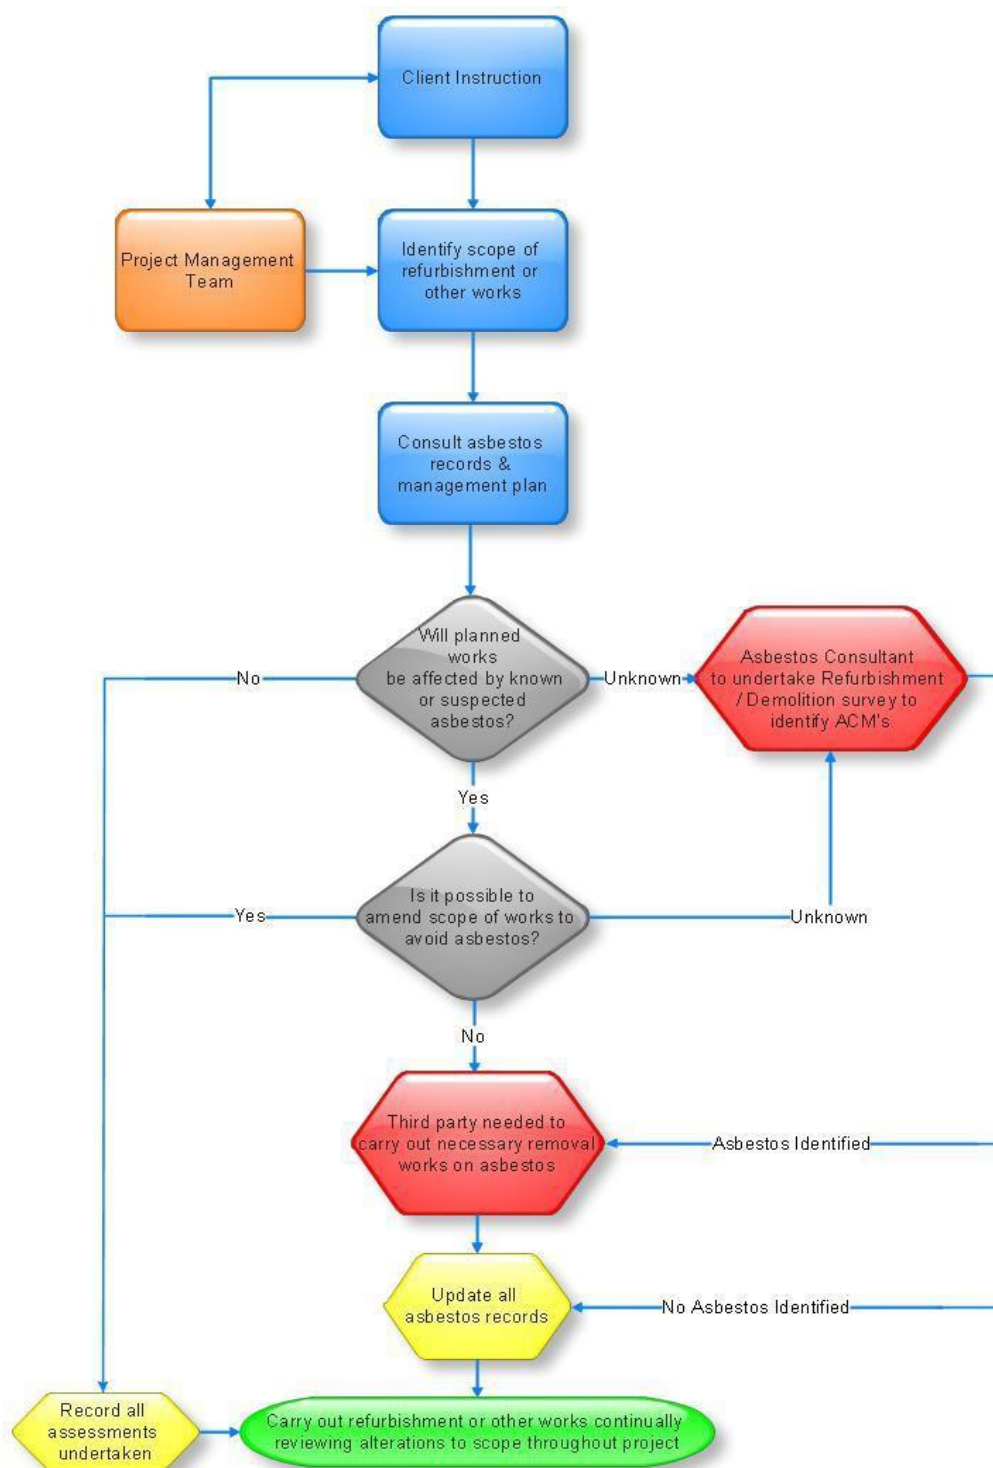 Client Instruction
Project Management
Team
Identify scope of
refurbishment or
other works
Consult asbestos
records &
management plan
Will planned
works
be affected by known
or suspected
asbestos?
No
Unknown
Asbestos Consultant
to undertake Refurbishment
/ Demolition survey to
identify ACM's
Yes
Is it possible to
amend scope of works to
avoid asbestos?
Yes
Unknown
No
Third party needed to
carry out necessary removal
works on asbestos
Asbestos Identified
Update all
asbestos records
No Asbestos Identified
Record all
assessments
undertaken
Carry out refurbishment or other works continually
reviewing alterations to scope throughout project